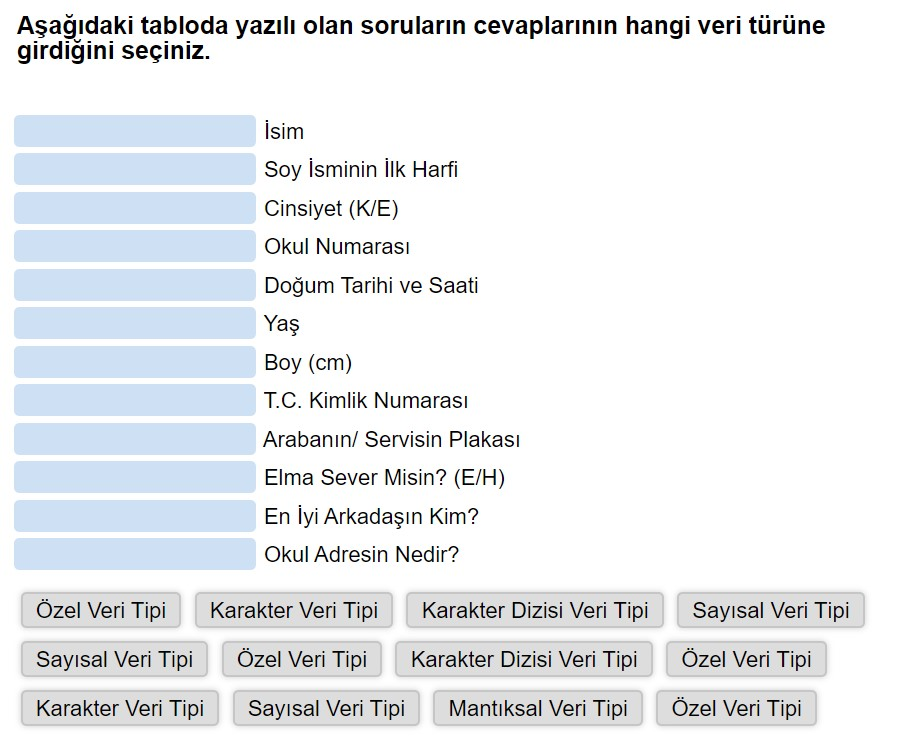 Aşağıdaki tabloda yazılı olan soruların cevaplarının hangi veri türüne
girdiğini seçiniz.
İsim
Soy İsminin İlk Harfi
Cinsiyet (K/E)
Okul Numarası
Doğum Tarihi ve Saati
Yaş
Boy (cm)
T.C. Kimlik Numarası
Arabanın/ Servisin Plakası
Elma Sever Misin? (E/H)
En İyi Arkadaşın Kim?
Okul Adresin Nedir?
Özel Veri Tipi Karakter Veri Tipi Karakter Dizisi Veri Tipi Sayısal Veri Tipi
Sayısal Veri Tipi Özel Veri Tipi Karakter Dizisi Veri Tipi Özel Veri Tipi
Karakter Veri Tipi Sayısal Veri Tipi Mantıksal Veri Tipi Özel Veri Tipi